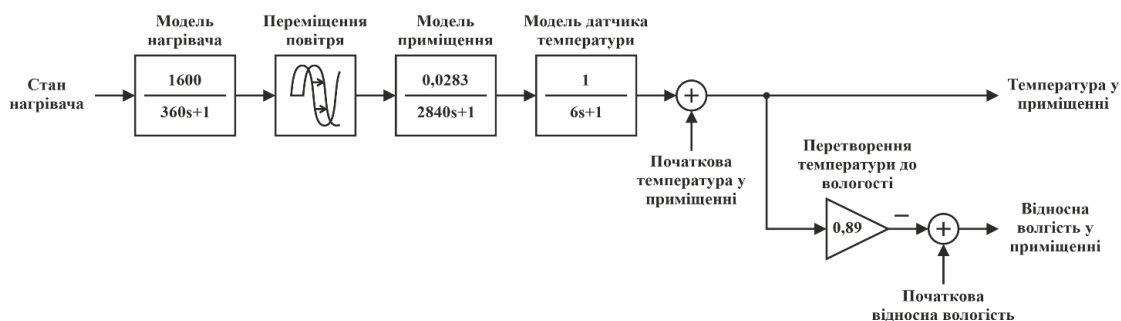 Модель
нагрівача
Переміщення
повітря
Модель
приміщення
Модель датчика
температури
Стан
нагрівача
1600
360s+1
0,0283
2840s+1
1
6s+1
+
Температура у
приміщенні
Початкова
температура у
приміщенні
Перетворення
температури до
вологості
0,89
−
+
Відносна
волгість у
приміщенні
Початкова
відносна вологість